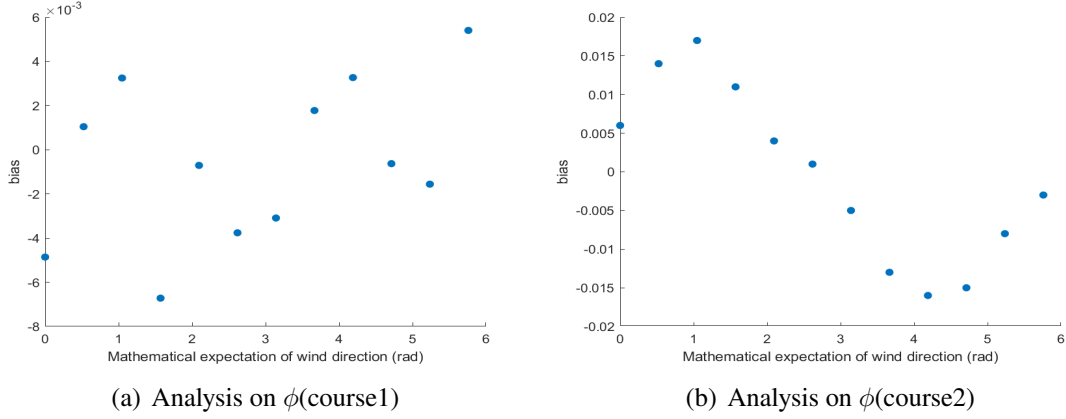 ×10⁻³
6
4
2
0
-2
-4
-6
-8
bias
0 1 2 3 4 5 6
Mathematical expectation of wind direction (rad)
(a) Analysis on ϕ(course1)
0.02
0.015
0.01
0.005
0
-0.005
-0.01
-0.015
-0.02
bias
0 1 2 3 4 5 6
Mathematical expectation of wind direction (rad)
(b) Analysis on ϕ(course2)